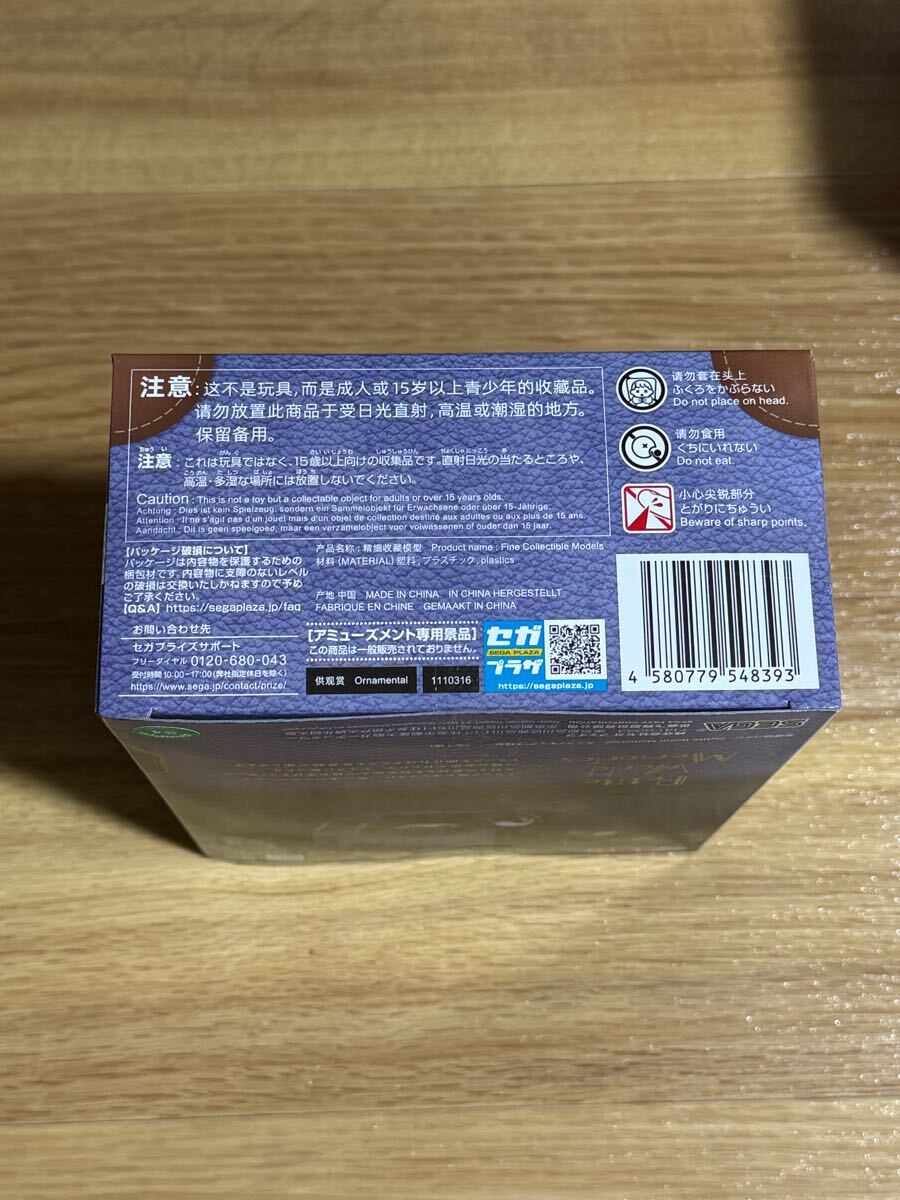 注意:这不是玩具,而是成人或15岁以上青少年的收藏品。
请勿放置此商品于受日光直射,高温或潮湿的地方。
保留备用。
注意:これは玩具ではなく、15歳以上向けの収集品です。直射日光の当たるところや、
高温・多湿な場所には放置しないでください。
Caution : This is not a toy but a collectable object for adults or over 15 years olds.
Achtung : Dies ist kein Spielzeug, sondern ein Sammelobjekt für Erwachsene oder über 15-Jährige.
Attention : Il ne s'agit pas d'un jouet mais d'un objet de collection destiné aux adultes ou aux plus de 15 ans.
Aandacht : Dit is geen speelgoed, maar een verzamelobject voor volwassenen of ouder dan 15 jaar.
请勿套在头上
ふくろをかぶらない
Do not place on head.
请勿食用
くちにいれない
Do not eat.
小心尖锐部分
とがりにちゅうい
Beware of sharp points.
【パッケージ破損について】
パッケージは内容物を保護するための
梱包材です。内容物に支障のないレベル
の破損は交換いたしかねますので予め
ご了承ください。
【Q&A】https://segaplaza.jp/faq
产品名称:精细收藏模型 Product name : Fine Collectible Models
材料(MATERIAL)塑料,プラスチック,plastics
产地 中国 MADE IN CHINA IN CHINA HERGESTELLT
FABRIQUÉ EN CHINE GEMAAKT IN CHINA
お問い合わせ先
セガプライズサポート
フリーダイヤル 0120-680-043
受付時間 10:00-17:00(弊社指定休日を除く)
https://www.sega.jp/contact/prize/
【アミューズメント専用景品】
この商品は一般販売されておりません。
供观赏 Ornamental
1110316
セガ
SEGA PLAZA
プラザ
https://segaplaza.jp
4 580779 548393
SEGA